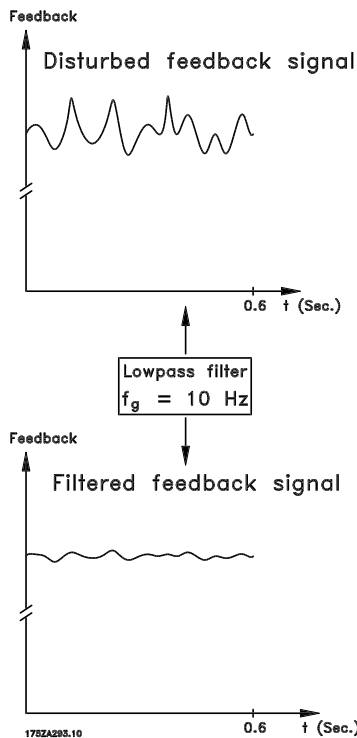 Feedback
Disturbed feedback signal
0.6 t (Sec.)
Lowpass filter
fg = 10 Hz
Feedback
Filtered feedback signal
0.6 t (Sec.)
175ZA293.10